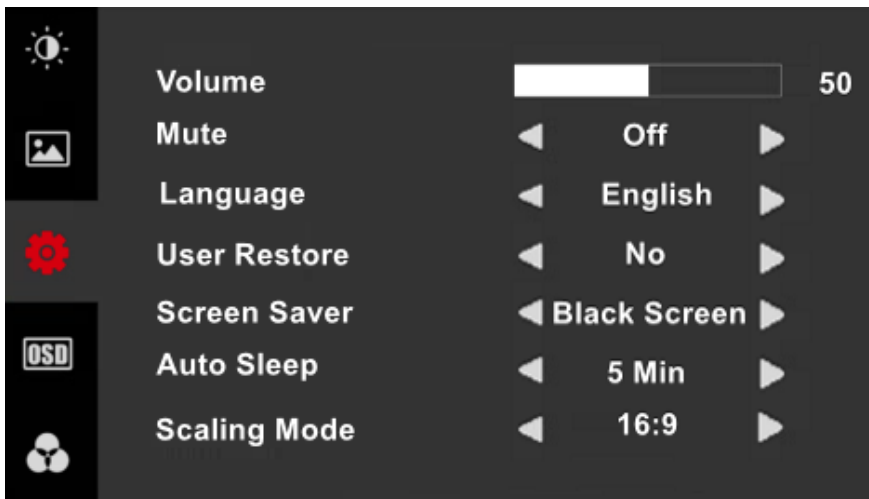 Volume 50
Mute Off
Language English
User Restore No
Screen Saver Black Screen
OSD
Auto Sleep 5 Min
Scaling Mode 16:9